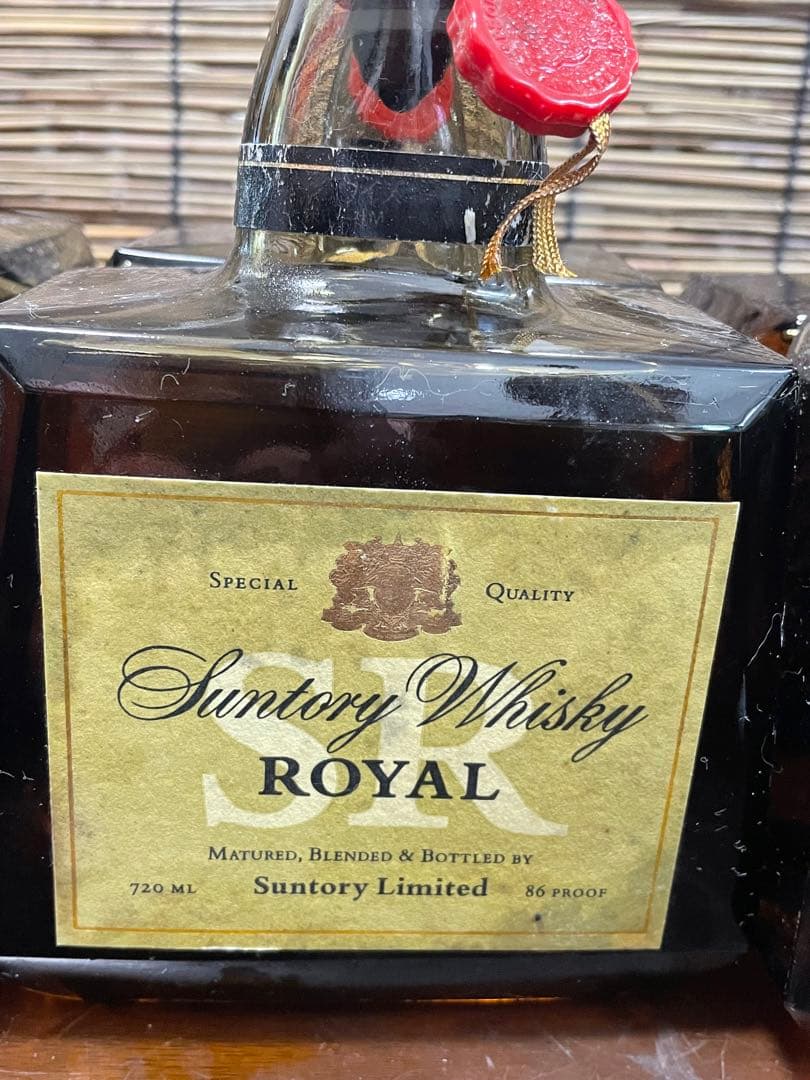 SPECIAL QUALITY
Suntory Whisky
SR
ROYAL
MATURED, BLENDED & BOTTLED BY
720 ML Suntory Limited 86 PROOF